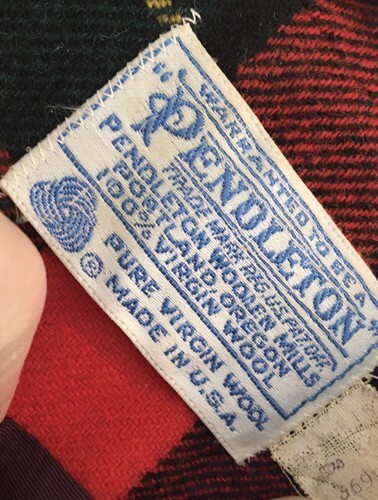 WARRANTED TO BE A
"PENDLETON"
TRADE MARK REG. U.S. PAT. OFF.
PENDLETON WOOLEN MILLS
PORTLAND, OREGON
100% VIRGIN WOOL
®
PURE VIRGIN WOOL
MADE IN U.S.A.